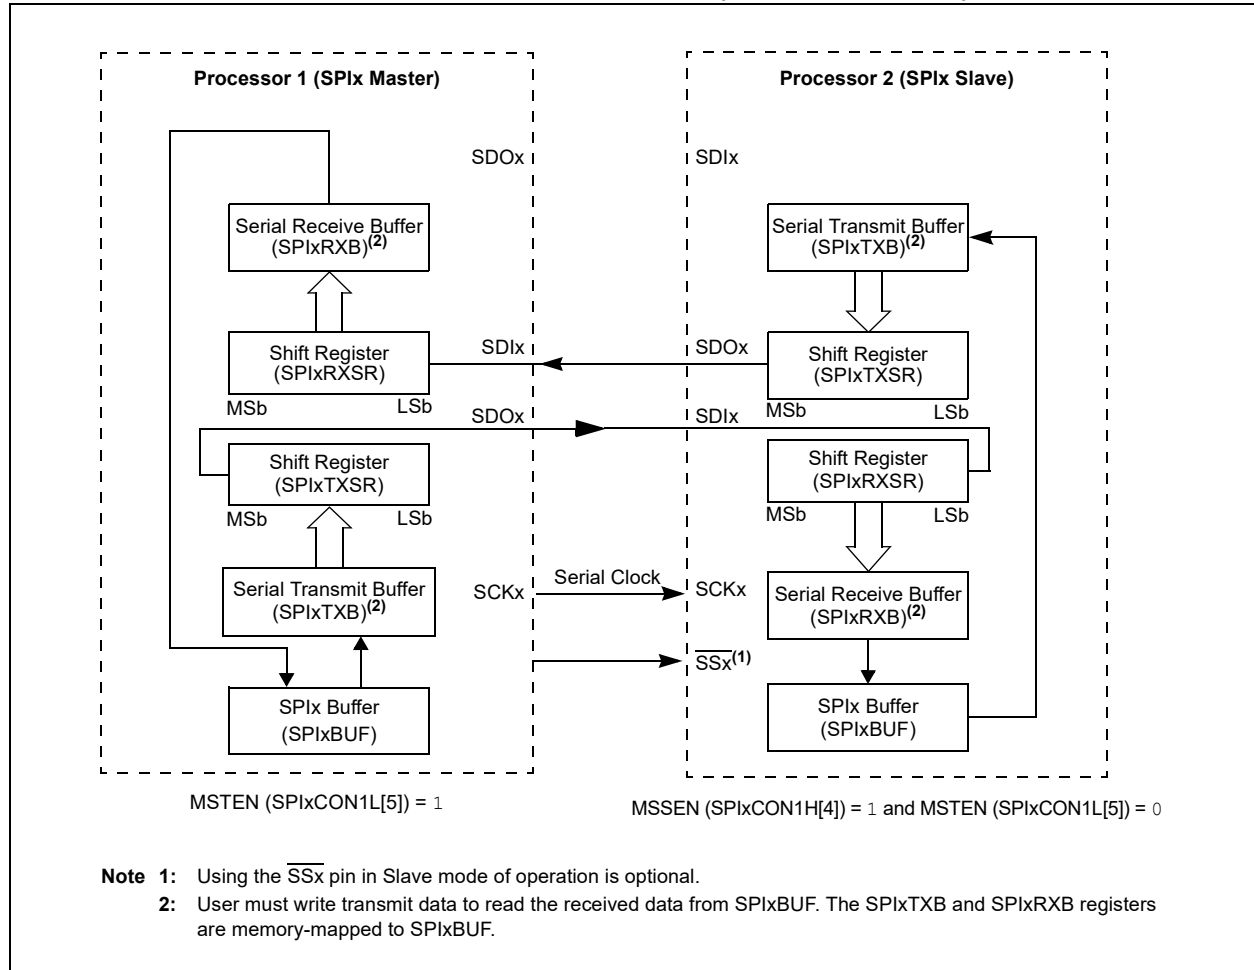 Processor 1 (SPIx Master)
Processor 2 (SPIx Slave)
SDOx
SDIx
Serial Receive Buffer
(SPIxRXB)(2)
Serial Transmit Buffer
(SPIxTXB)(2)
Shift Register
(SPIxRXSR)
MSb
LSb
SDIx
SDOx
Shift Register
(SPIxTXSR)
MSb
LSb
SDOx
SDIx
Shift Register
(SPIxTXSR)
MSb
LSb
Shift Register
(SPIxRXSR)
MSb
LSb
Serial Transmit Buffer
(SPIxTXB)(2)
SCKx
Serial Clock
SCKx
Serial Receive Buffer
(SPIxRXB)(2)
SSx(1)
SPIx Buffer
(SPIxBUF)
SPIx Buffer
(SPIxBUF)
MSTEN (SPIxCON1L[5]) = 1
MSSEN (SPIxCON1H[4]) = 1 and MSTEN (SPIxCON1L[5]) = 0
Note 1: Using the SSx pin in Slave mode of operation is optional.
2: User must write transmit data to read the received data from SPIxBUF. The SPIxTXB and SPIxRXB registers
are memory-mapped to SPIxBUF.